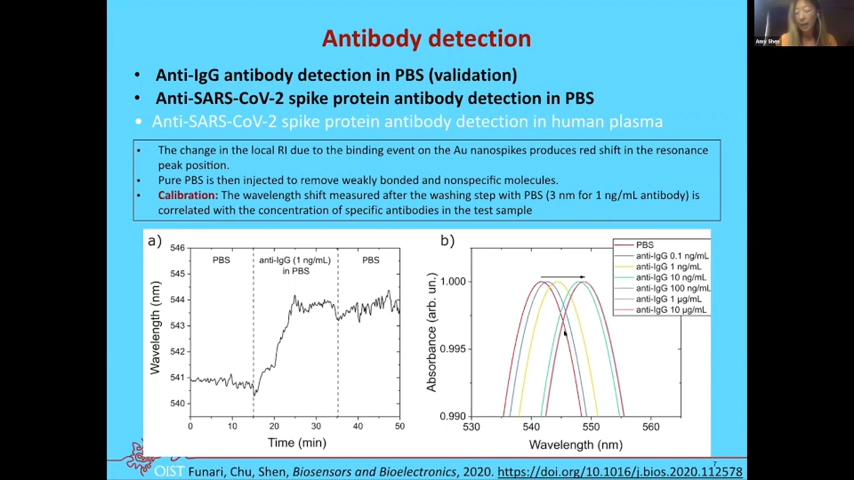 Antibody detection
• Anti-IgG antibody detection in PBS (validation)
• Anti-SARS-CoV-2 spike protein antibody detection in PBS
• Anti-SARS-CoV-2 spike protein antibody detection in human plasma
• The change in the local RI due to the binding event on the Au nanospikes produces red shift in the resonance
peak position.
• Pure PBS is then injected to remove weakly bonded and nonspecific molecules.
• Calibration: The wavelength shift measured after the washing step with PBS (3 nm for 1 ng/mL antibody) is
correlated with the concentration of specific antibodies in the test sample
a)
546
545
544
543
542
541
540
Wavelength (nm)
PBS
anti-IgG (1 ng/mL)
in PBS
PBS
0 10 20 30 40 50
Time (min)
b)
1.000
0.995
0.990
Absorbance (arb. un.)
PBS
anti-IgG 0.1 ng/mL
anti-IgG 1 ng/mL
anti-IgG 10 ng/mL
anti-IgG 100 ng/mL
anti-IgG 1 µg/mL
anti-IgG 10 µg/mL
530 540 550 560
Wavelength (nm)
7
OIST Funari, Chu, Shen, Biosensors and Bioelectronics, 2020. https://doi.org/10.1016/j.bios.2020.112578
Amy Shen